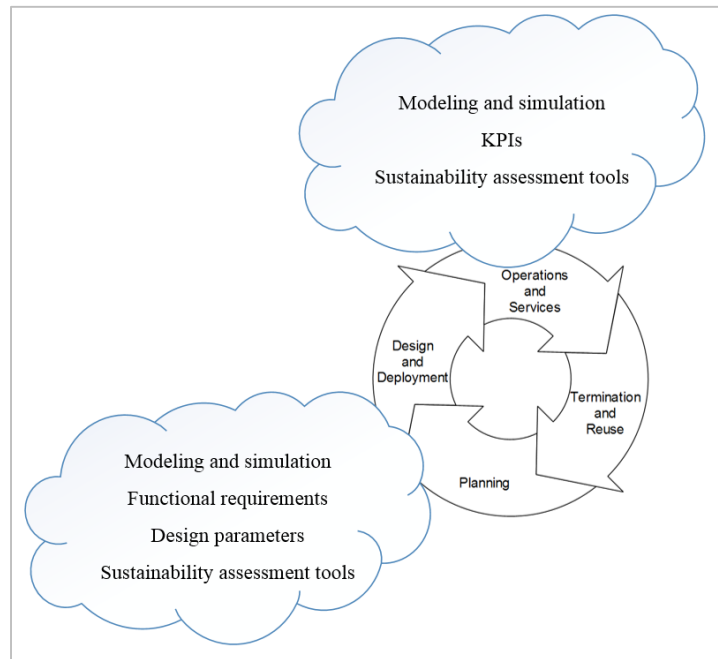 Modeling and simulation
KPIs
Sustainability assessment tools
Operations
and
Services
Design
and
Deployment
Termination
and
Reuse
Planning
Modeling and simulation
Functional requirements
Design parameters
Sustainability assessment tools